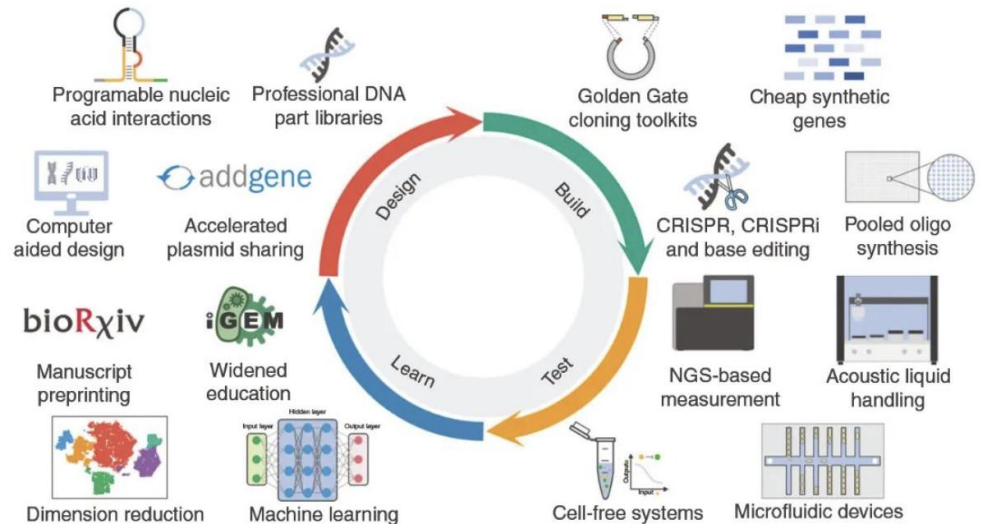 Programable nucleic
acid interactions
Professional DNA
part libraries
Golden Gate
cloning toolkits
Cheap synthetic
genes
Computer
aided design
addgene
Accelerated
plasmid sharing
Design
Build
CRISPR, CRISPRi
and base editing
Pooled oligo
synthesis
bioRχiv
Manuscript
preprinting
iGEM
Widened
education
Learn
Test
NGS-based
measurement
Acoustic liquid
handling
Dimension reduction
Input layer
Hidden layer
Output layer
Machine learning
Outputs
Input
Cell-free systems
Microfluidic devices